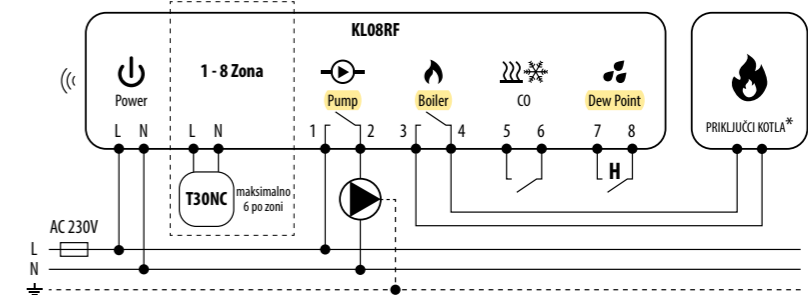 KL08RF
1 - 8 Zona
Power
Pump
Boiler
CO
Dew Point
PRIKLJUČCI KOTLA*
L N L N 1 2 3 4 5 6 7 8
T30NC
maksimalno
6 po zoni
H
AC 230V
L
N